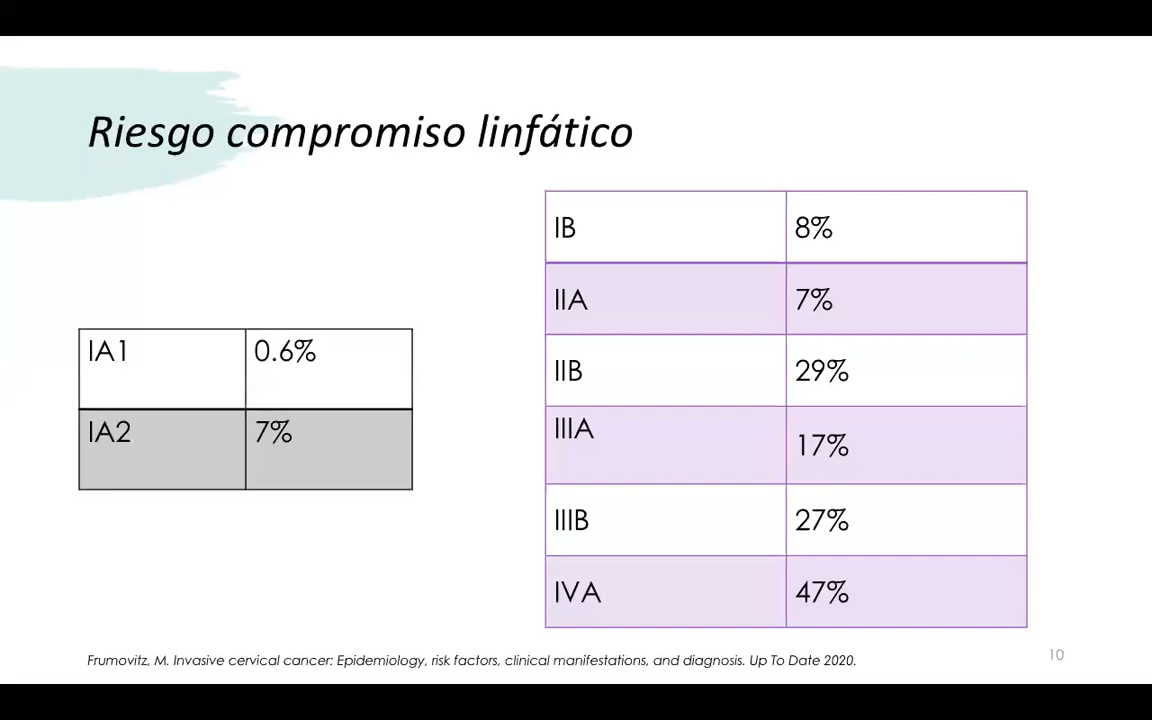 Riesgo compromiso linfático
IA1 0.6%
IA2 7%
IB 8%
IIA 7%
IIB 29%
IIIA 17%
IIIB 27%
IVA 47%
Frumovitz, M. Invasive cervical cancer: Epidemiology, risk factors, clinical manifestations, and diagnosis. Up To Date 2020.
10